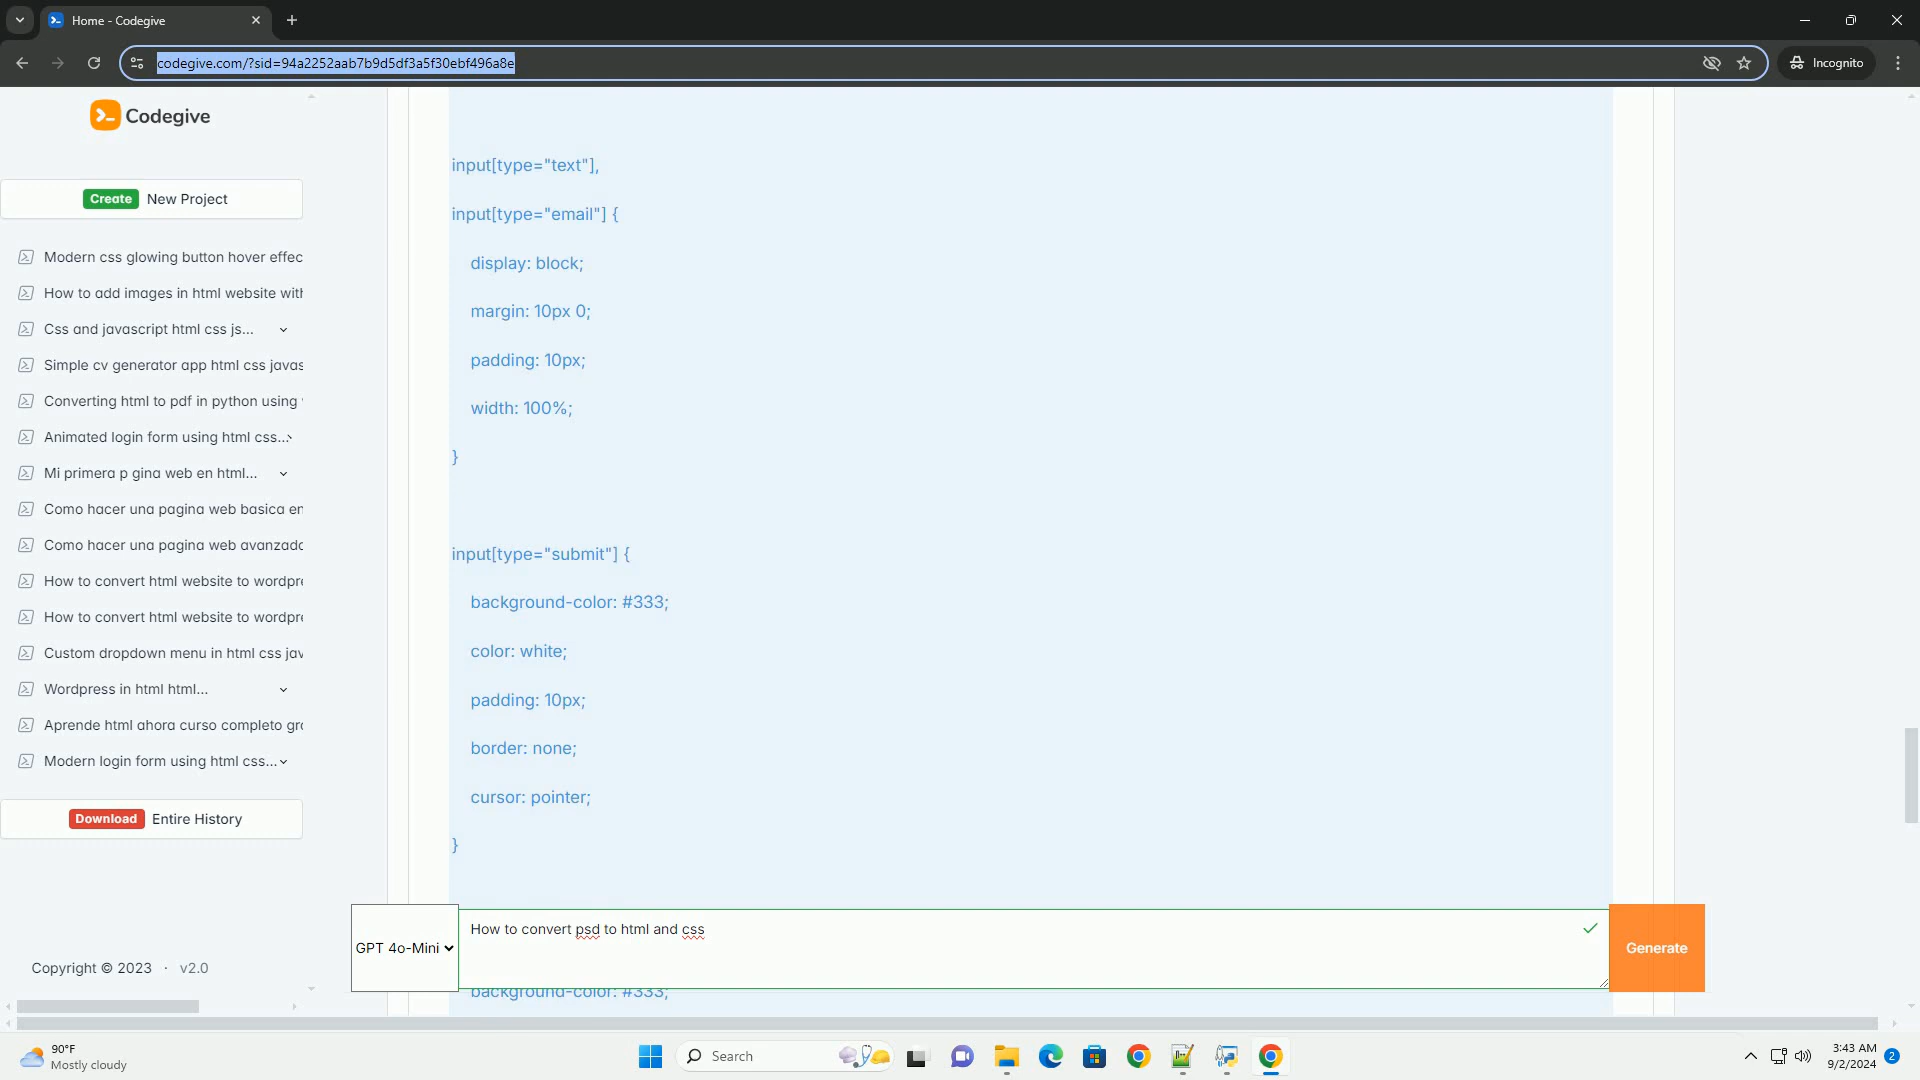 Home - Codegive
codegive.com/?sid=94a2252aab7b9d5df3a5f30ebf496a8e
Incognito
Codegive
Create New Project
Modern css glowing button hover effec
How to add images in html website with
Css and javascript html css js...
Simple cv generator app html css javas
Converting html to pdf in python using
Animated login form using html css...
Mi primera p gina web en html...
Como hacer una pagina web basica en
Como hacer una pagina web avanzada
How to convert html website to wordpre
How to convert html website to wordpre
Custom dropdown menu in html css jav
Wordpress in html html...
Aprende html ahora curso completo gra
Modern login form using html css...
Download Entire History
Copyright © 2023 · v2.0
input[type="text"],
input[type="email"] {
display: block;
margin: 10px 0;
padding: 10px;
width: 100%;
}
input[type="submit"] {
background-color: #333;
color: white;
padding: 10px;
border: none;
cursor: pointer;
}
GPT 4o-Mini
How to convert psd to html and css
Generate
background-color: #333;
90°F
Mostly cloudy
Search
3:43 AM
9/2/2024
2